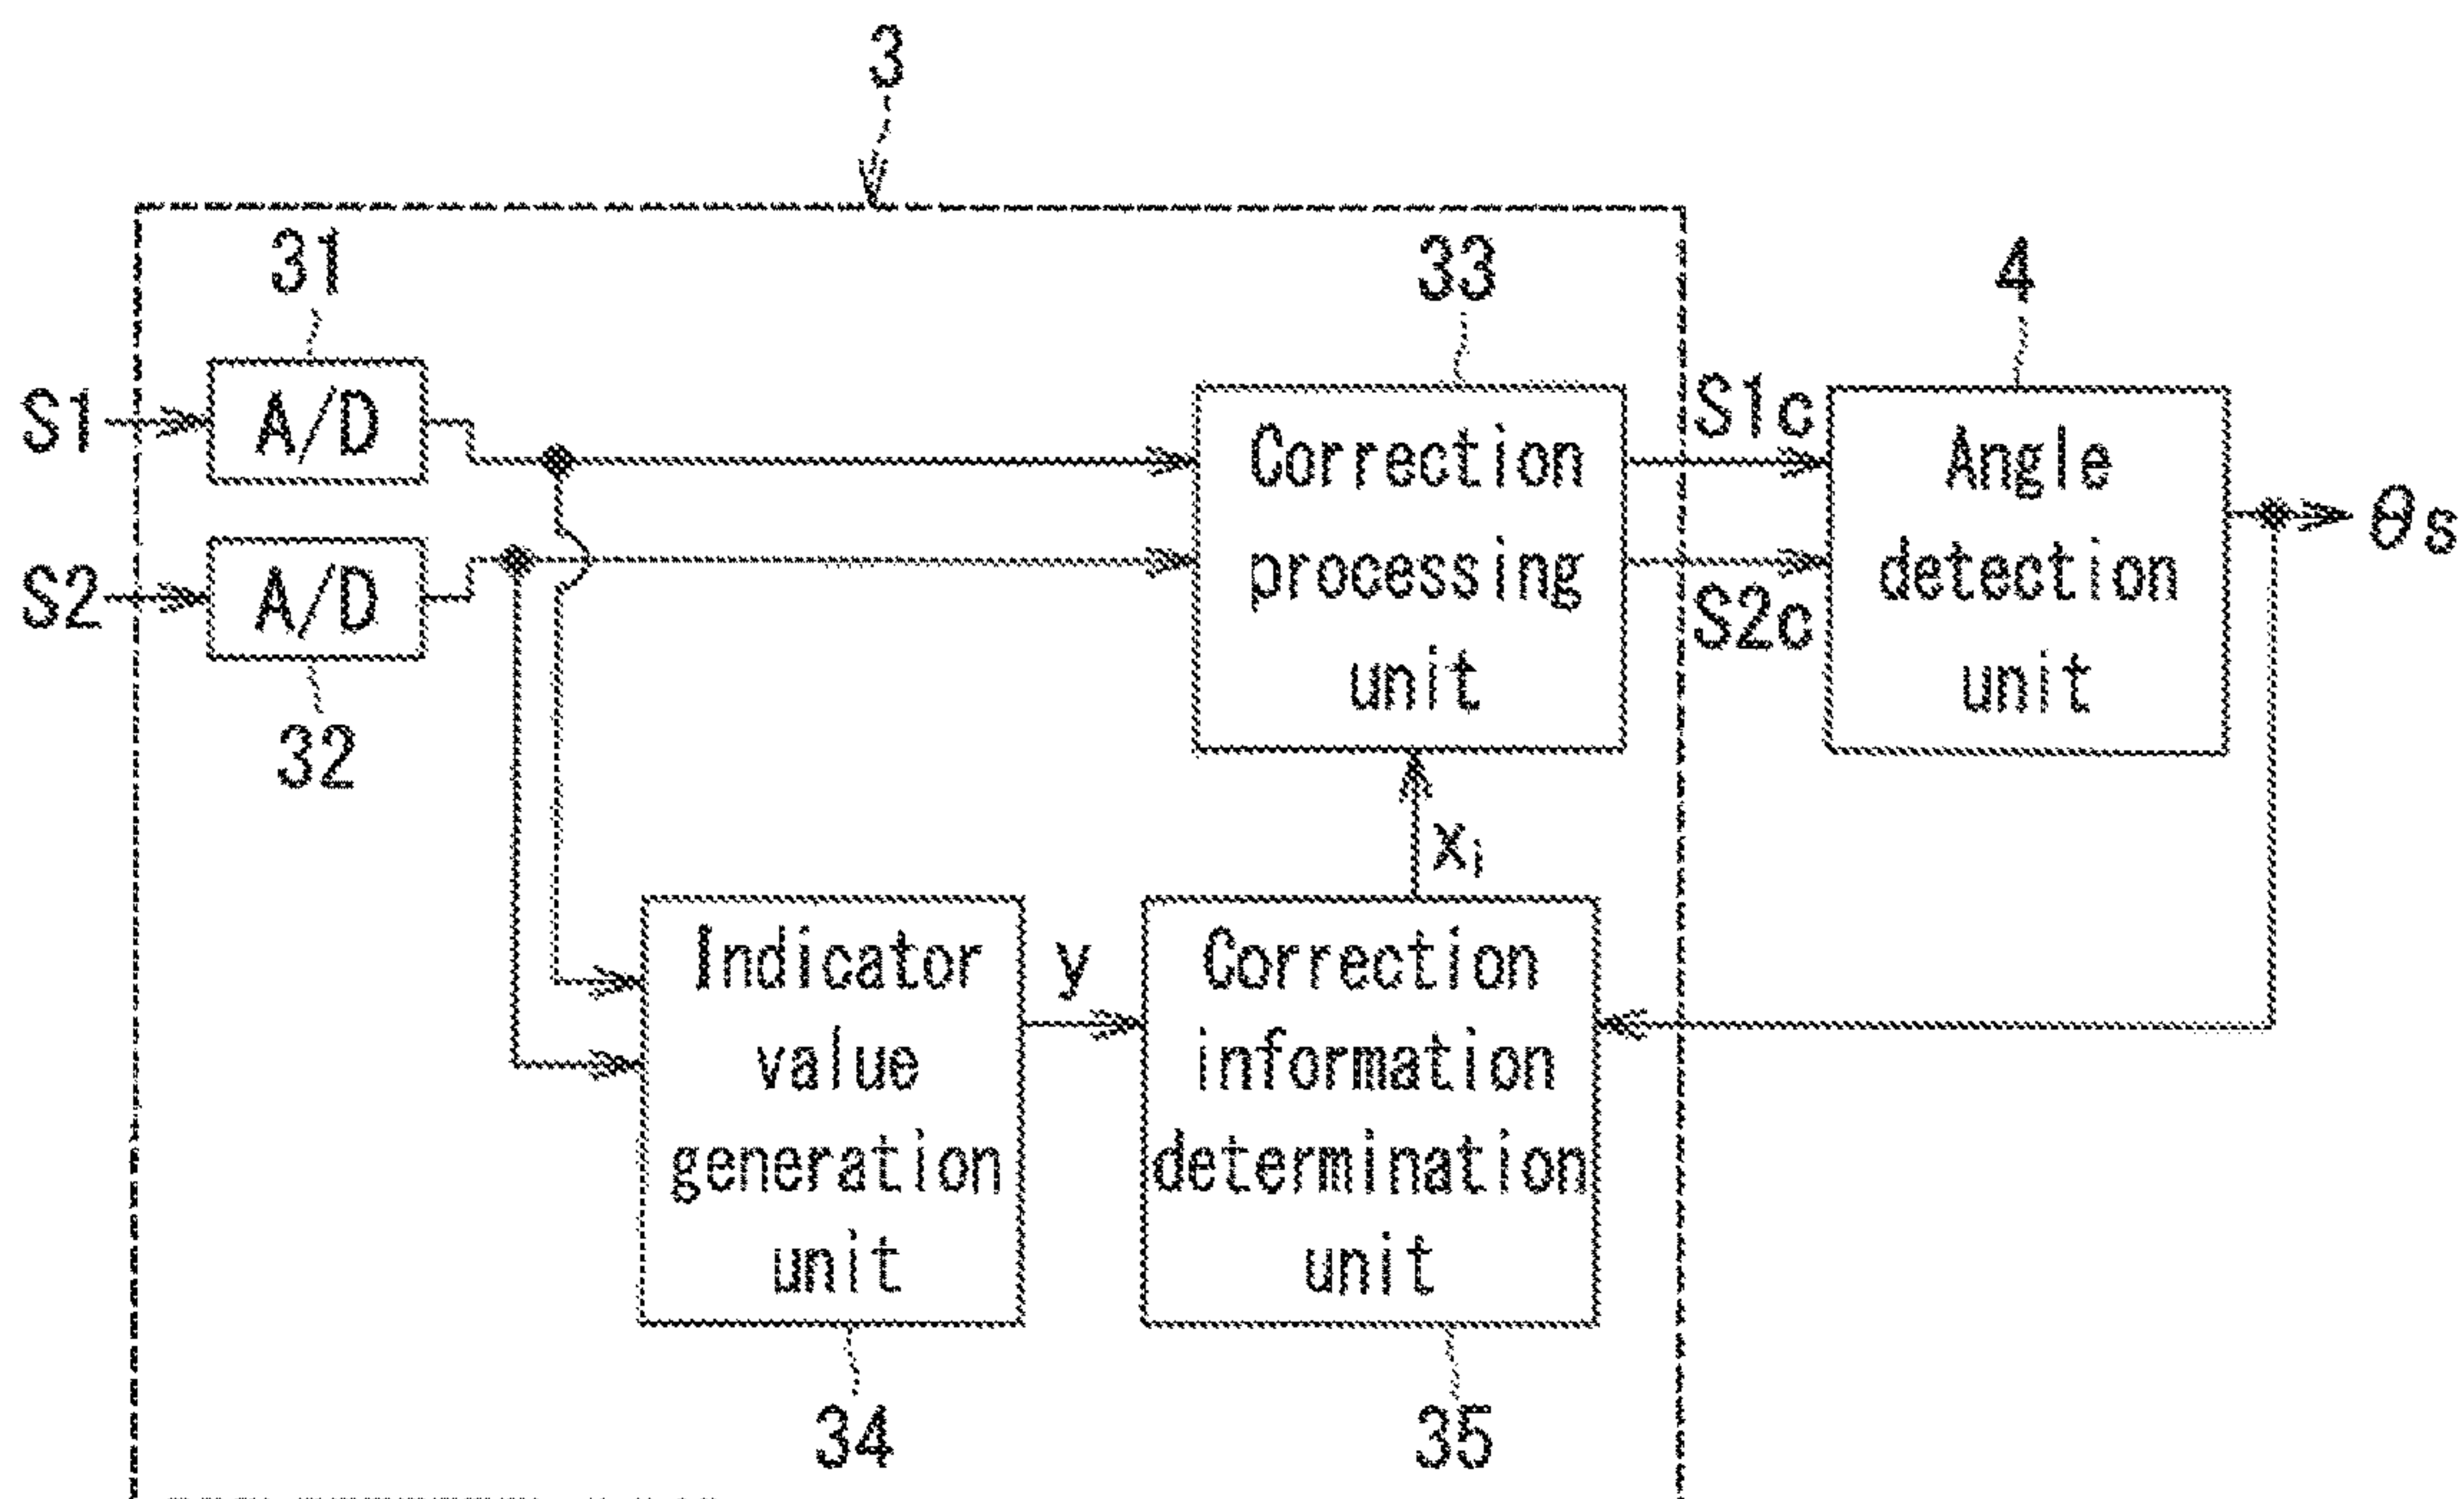 3
31
33
4
S1
A/D
S1c
Correction
processing
unit
Angle
detection
unit
θs
S2
A/D
S2c
32
xi
Indicator
value
generation
unit
y
Correction
information
determination
unit
34
35